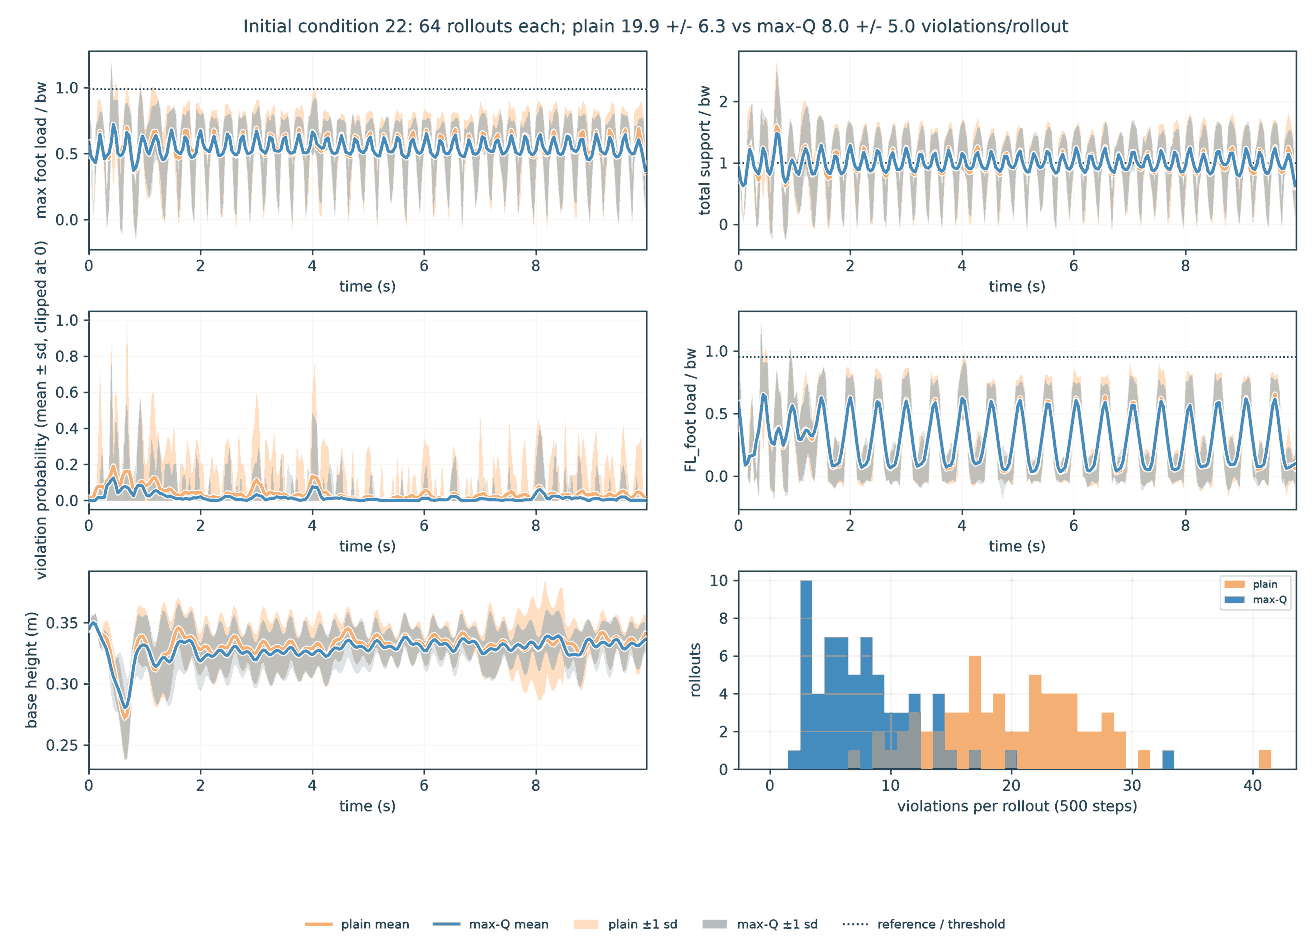 Initial condition 22: 64 rollouts each; plain 19.9 +/- 6.3 vs max-Q 8.0 +/- 5.0 violations/rollout
max foot load / bw
1.0
0.5
0.0
0 2 4 6 8
time (s)
total support / bw
2
1
0
0 2 4 6 8
time (s)
violation probability (mean ± sd, clipped at 0)
1.0
0.8
0.6
0.4
0.2
0.0
0 2 4 6 8
time (s)
FL_foot load / bw
1.0
0.5
0.0
0 2 4 6 8
time (s)
base height (m)
0.35
0.30
0.25
0 2 4 6 8
time (s)
rollouts
10
8
6
4
2
0
0 10 20 30 40
violations per rollout (500 steps)
plain
max-Q
plain mean max-Q mean plain ±1 sd max-Q ±1 sd reference / threshold